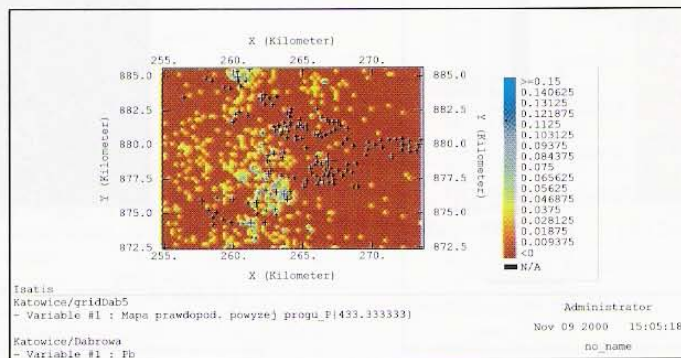 X (Kilometer)
255. 260. 265. 270.
885.0 885.0
882.5 882.5
880.0 880.0
877.5 877.5
875.0 875.0
872.5 872.5
Y (Kilometer)
Y (Kilometer)
255. 260. 265. 270.
X (Kilometer)
>=0.15
0.140625
0.13125
0.121875
0.1125
0.103125
0.09375
0.084375
0.075
0.065625
0.05625
0.046875
0.0375
0.028125
0.01875
0.009375
<0
N/A
Isatis
Katowice/gridDab5
- Variable #1 : Mapa prawdopod. powyzej progu_P{433.333333}
Katowice/Dabrowa
- Variable #1 : Pb
Administrator
Nov 09 2000 15:05:18
no_name